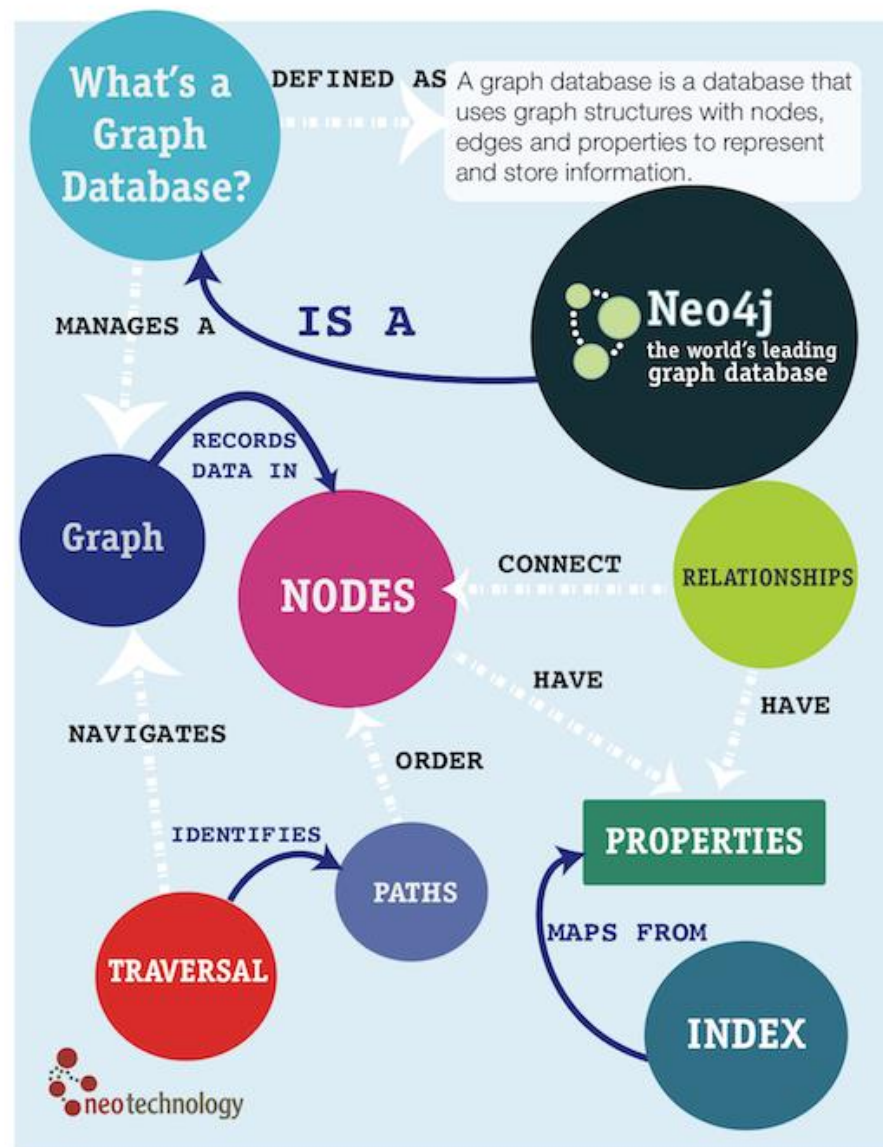 What's a
Graph
Database?
DEFINED AS
A graph database is a database that
uses graph structures with nodes,
edges and properties to represent
and store information.
Neo4j
the world's leading
graph database
IS A
MANAGES A
RECORDS
DATA IN
Graph
NODES
CONNECT
RELATIONSHIPS
HAVE
HAVE
NAVIGATES
ORDER
IDENTIFIES
PATHS
PROPERTIES
MAPS FROM
TRAVERSAL
INDEX
neotechnology